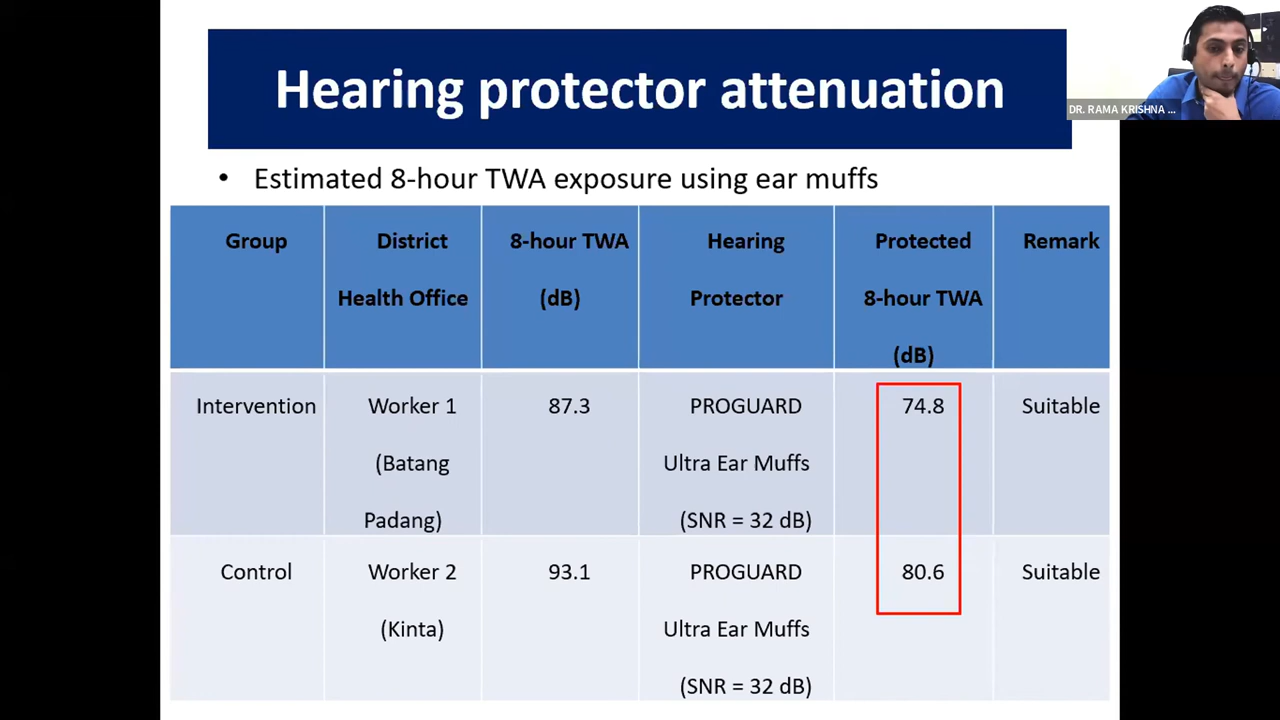 Hearing protector attenuation
DR. RAMA KRISHNA ...
• Estimated 8-hour TWA exposure using ear muffs
Group District 8-hour TWA Hearing Protected Remark
Health Office (dB) Protector 8-hour TWA
(dB)
Intervention Worker 1 87.3 PROGUARD 74.8 Suitable
(Batang Ultra Ear Muffs
Padang) (SNR = 32 dB)
Control Worker 2 93.1 PROGUARD 80.6 Suitable
(Kinta) Ultra Ear Muffs
(SNR = 32 dB)